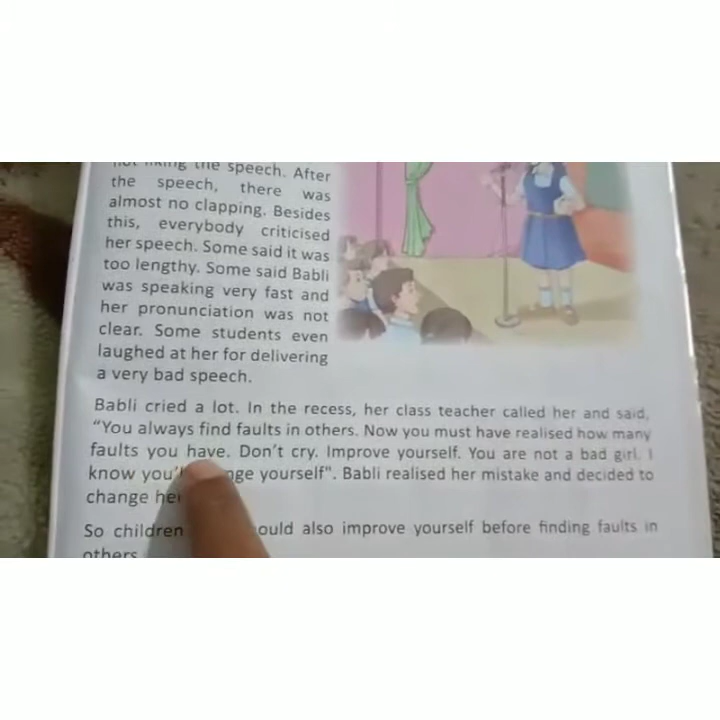 not liking the speech. After
the speech, there was
almost no clapping. Besides
this, everybody criticised
her speech. Some said it was
too lengthy. Some said Babli
was speaking very fast and
her pronunciation was not
clear. Some students even
laughed at her for delivering
a very bad speech.
Babli cried a lot. In the recess, her class teacher called her and said,
“You always find faults in others. Now you must have realised how many
faults you have. Don't cry. Improve yourself. You are not a bad girl. I
know yourself". Babli realised her mistake and decided to
change
So children also improve yourself before finding faults in
others